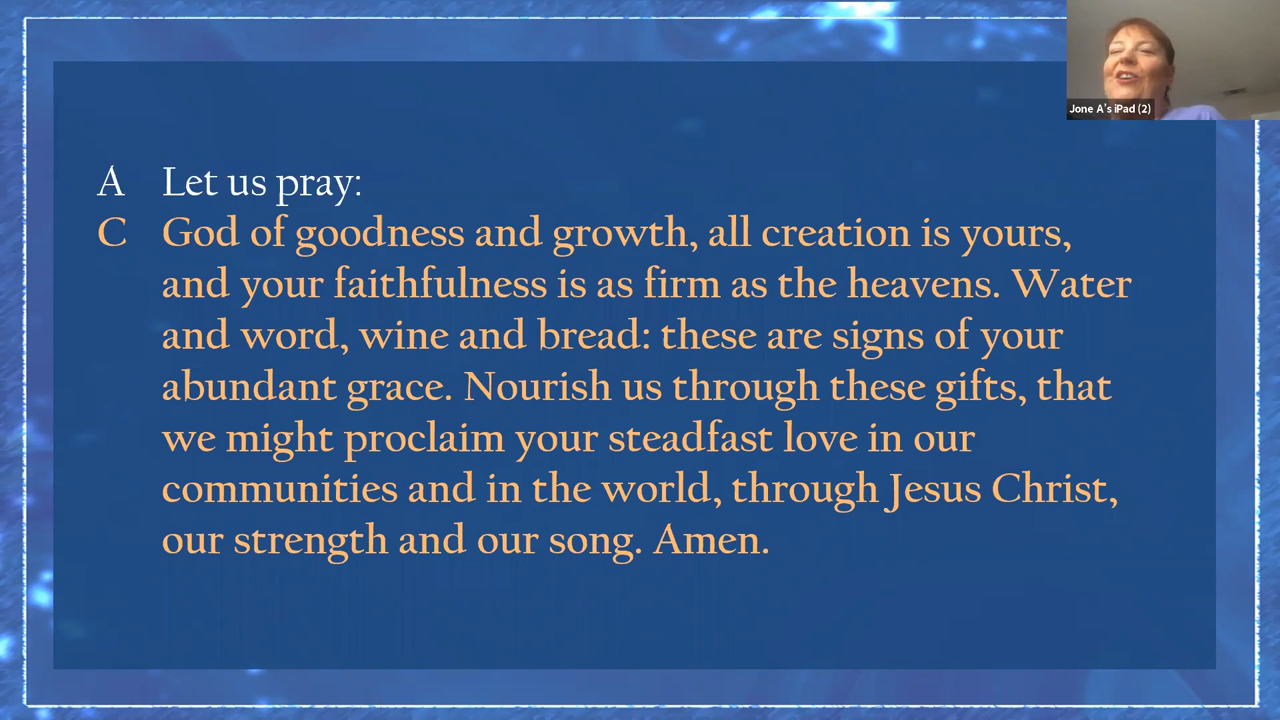 Jone A's iPad (2)
A Let us pray:
C God of goodness and growth, all creation is yours,
and your faithfulness is as firm as the heavens. Water
and word, wine and bread: these are signs of your
abundant grace. Nourish us through these gifts, that
we might proclaim your steadfast love in our
communities and in the world, through Jesus Christ,
our strength and our song. Amen.